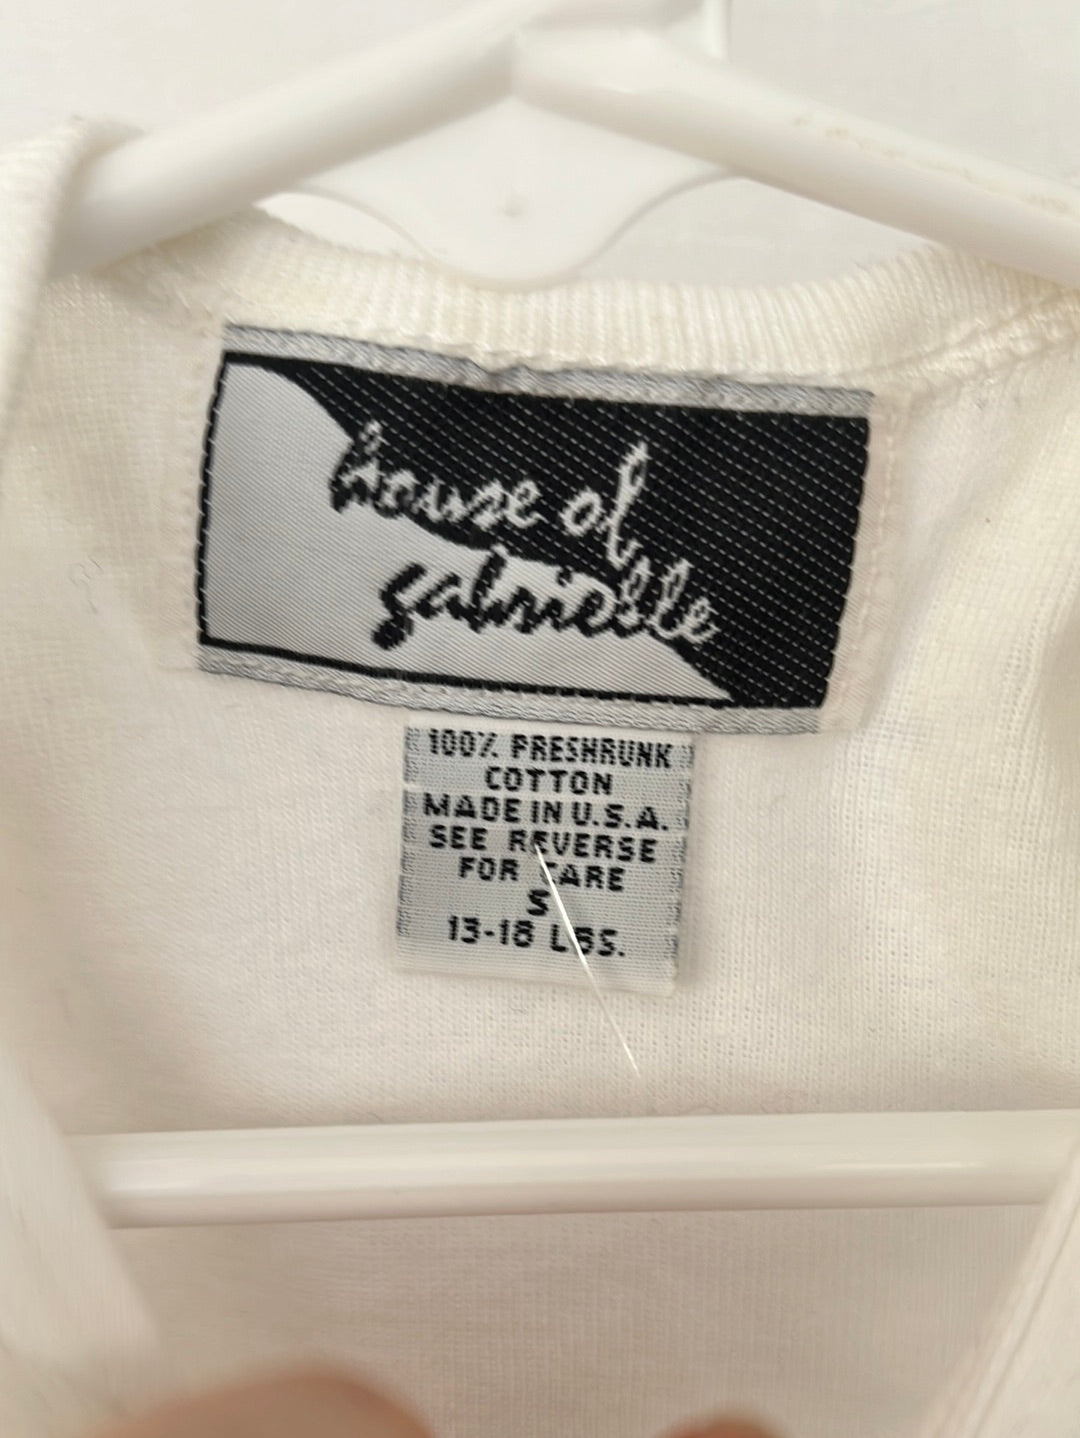 house of
gabrielle
100% PRESHRUNK
COTTON
MADE IN U.S.A.
SEE REVERSE
FOR CARE
S
13-18 LBS.